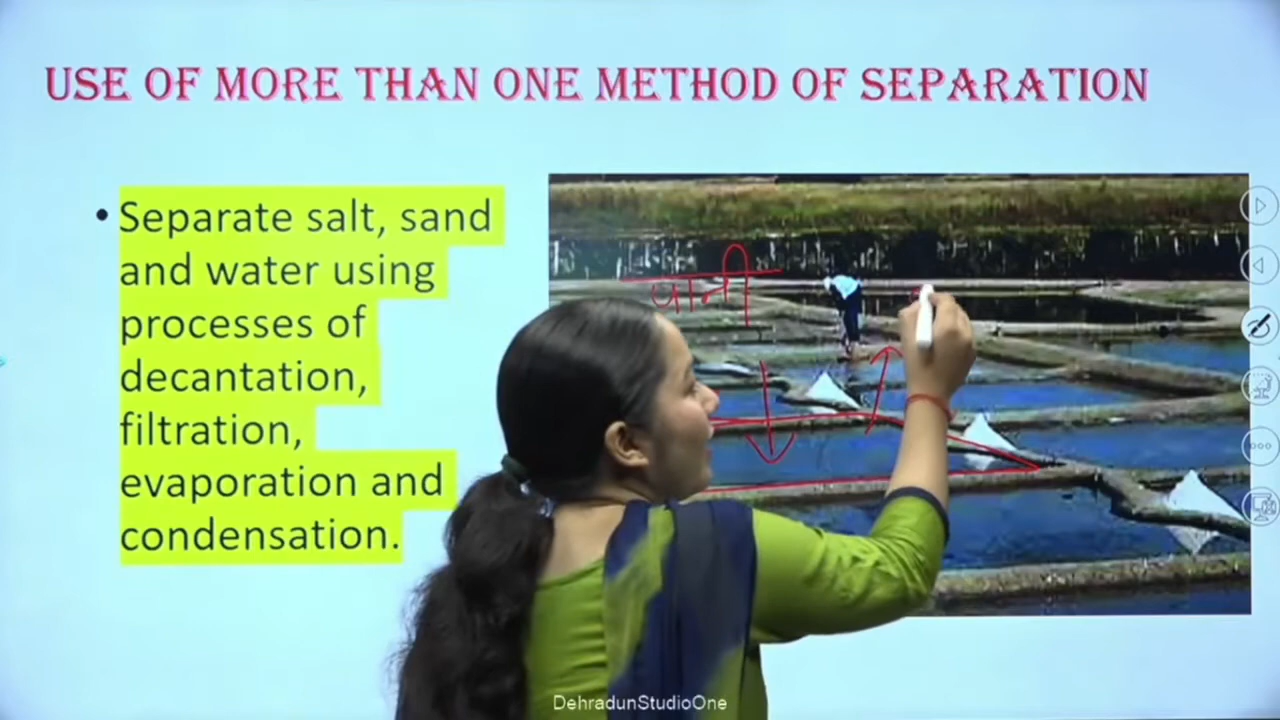 USE OF MORE THAN ONE METHOD OF SEPARATION
• Separate salt, sand
and water using
processes of
decantation,
filtration,
evaporation and
condensation.
पानी
DehradunStudioOne